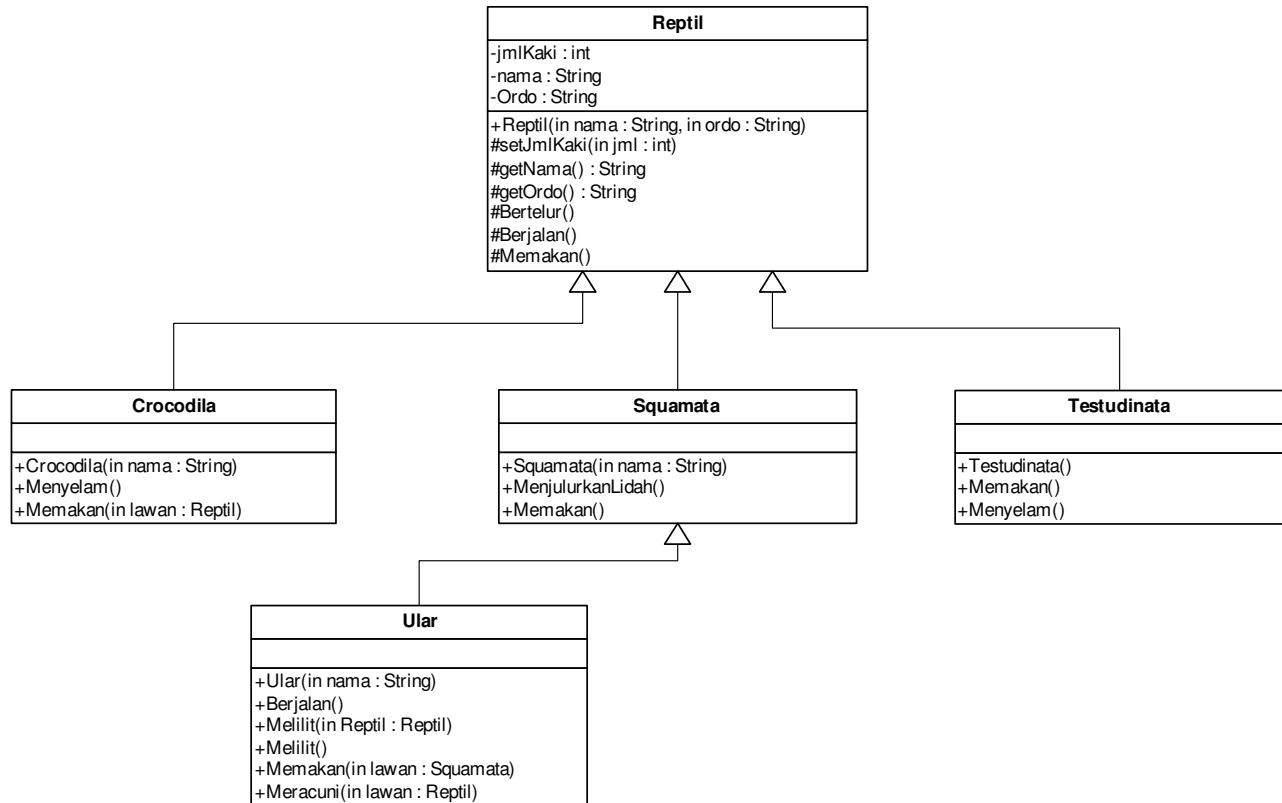 Reptil
-jmlKaki : int
-nama : String
-Ordo : String
+Reptil(in nama : String, in ordo : String)
#setJmlKaki(in jml : int)
#getNama() : String
#getOrdo() : String
#Bertelur()
#Berjalan()
#Memakan()
Crocodila
+Crocodila(in nama : String)
+Menyelam()
+Memakan(in lawan : Reptil)
Squamata
+Squamata(in nama : String)
+MenjulurkanLidah()
+Memakan()
Testudinata
+Testudinata()
+Memakan()
+Menyelam()
Ular
+Ular(in nama : String)
+Berjalan()
+Melilit(in Reptil : Reptil)
+Melilit()
+Memakan(in lawan : Squamata)
+Meracuni(in lawan : Reptil)